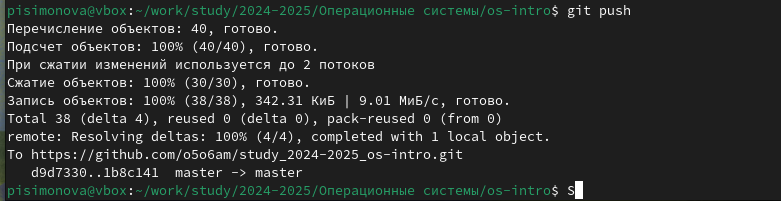 pisimonova@vbox:~/work/study/2024-2025/Операционные системы/os-intro$ git push
Перечисление объектов: 40, готово.
Подсчет объектов: 100% (40/40), готово.
При сжатии изменений используется до 2 потоков
Сжатие объектов: 100% (30/30), готово.
Запись объектов: 100% (38/38), 342.31 КиБ | 9.01 МиБ/с, готово.
Total 38 (delta 4), reused 0 (delta 0), pack-reused 0 (from 0)
remote: Resolving deltas: 100% (4/4), completed with 1 local object.
To https://github.com/o5o6am/study_2024-2025_os-intro.git
   d9d7330..1b8c141  master -> master
pisimonova@vbox:~/work/study/2024-2025/Операционные системы/os-intro$ S